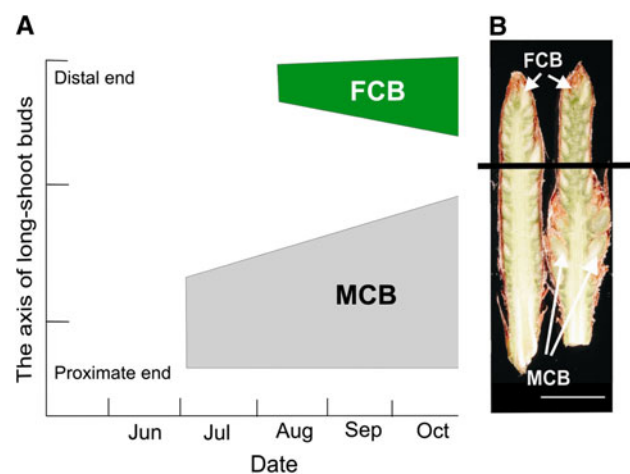 A
The axis of long-shoot buds
Distal end
FCB
MCB
Proximate end
Jun Jul Aug Sep Oct
Date
B
FCB
MCB